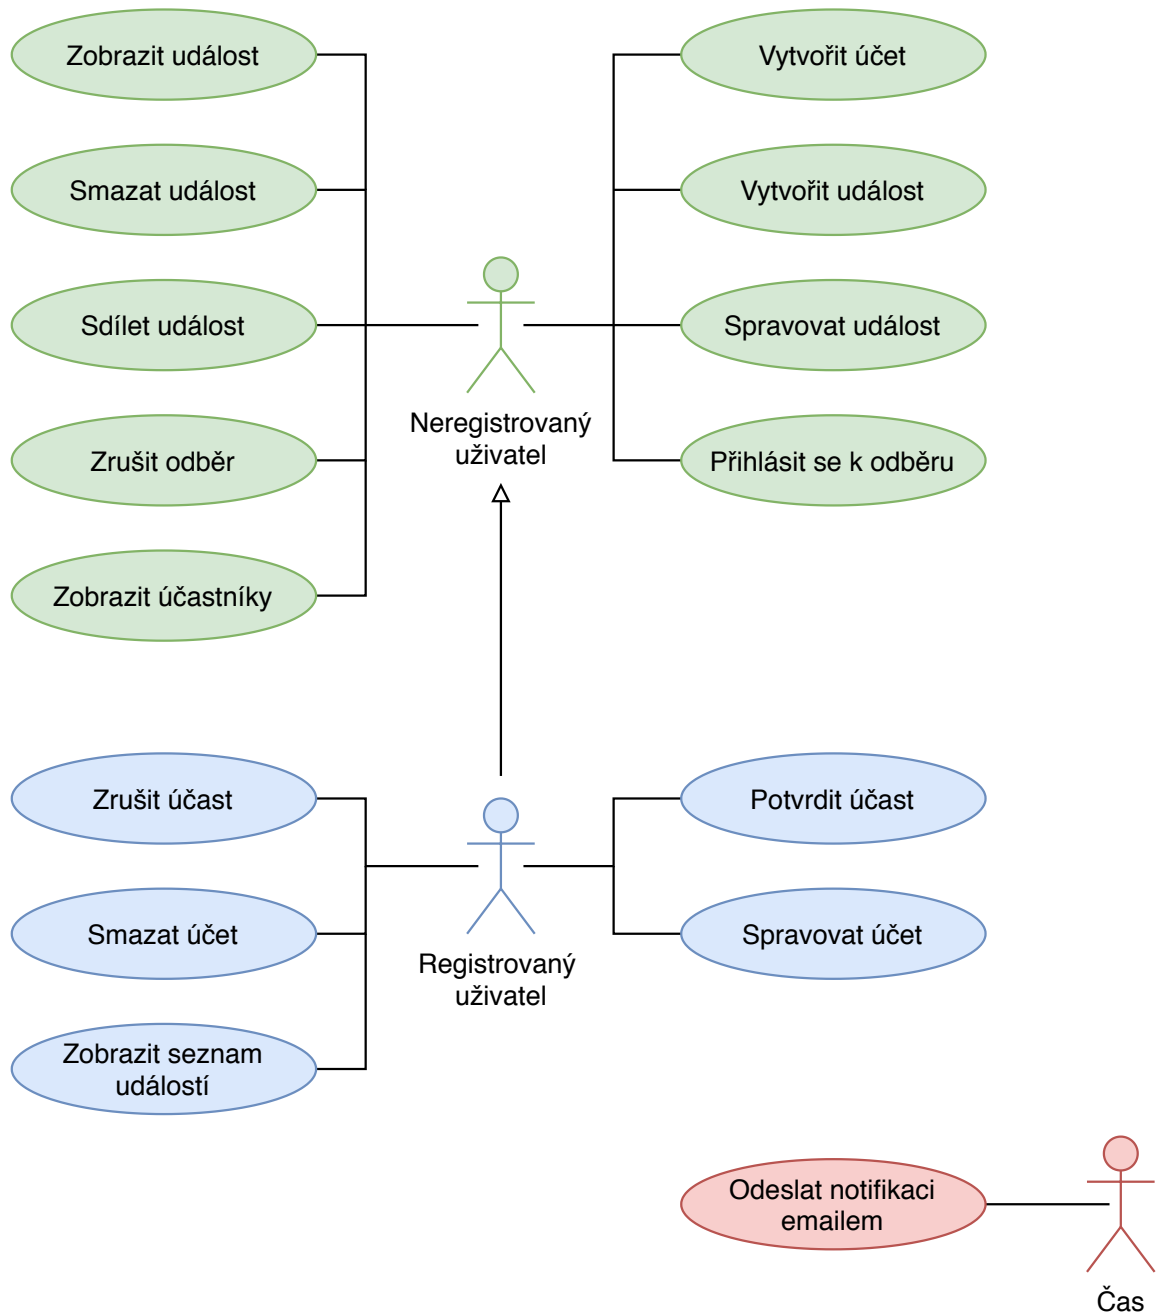 Zobrazit událost
Vytvořit účet
Smazat událost
Vytvořit událost
Sdílet událost
Spravovat událost
Neregistrovaný
uživatel
Zrušit odběr
Přihlásit se k odběru
Zobrazit účastníky
Zrušit účast
Potvrdit účast
Smazat účet
Spravovat účet
Registrovaný
uživatel
Zobrazit seznam
událostí
Odeslat notifikaci
emailem
Čas